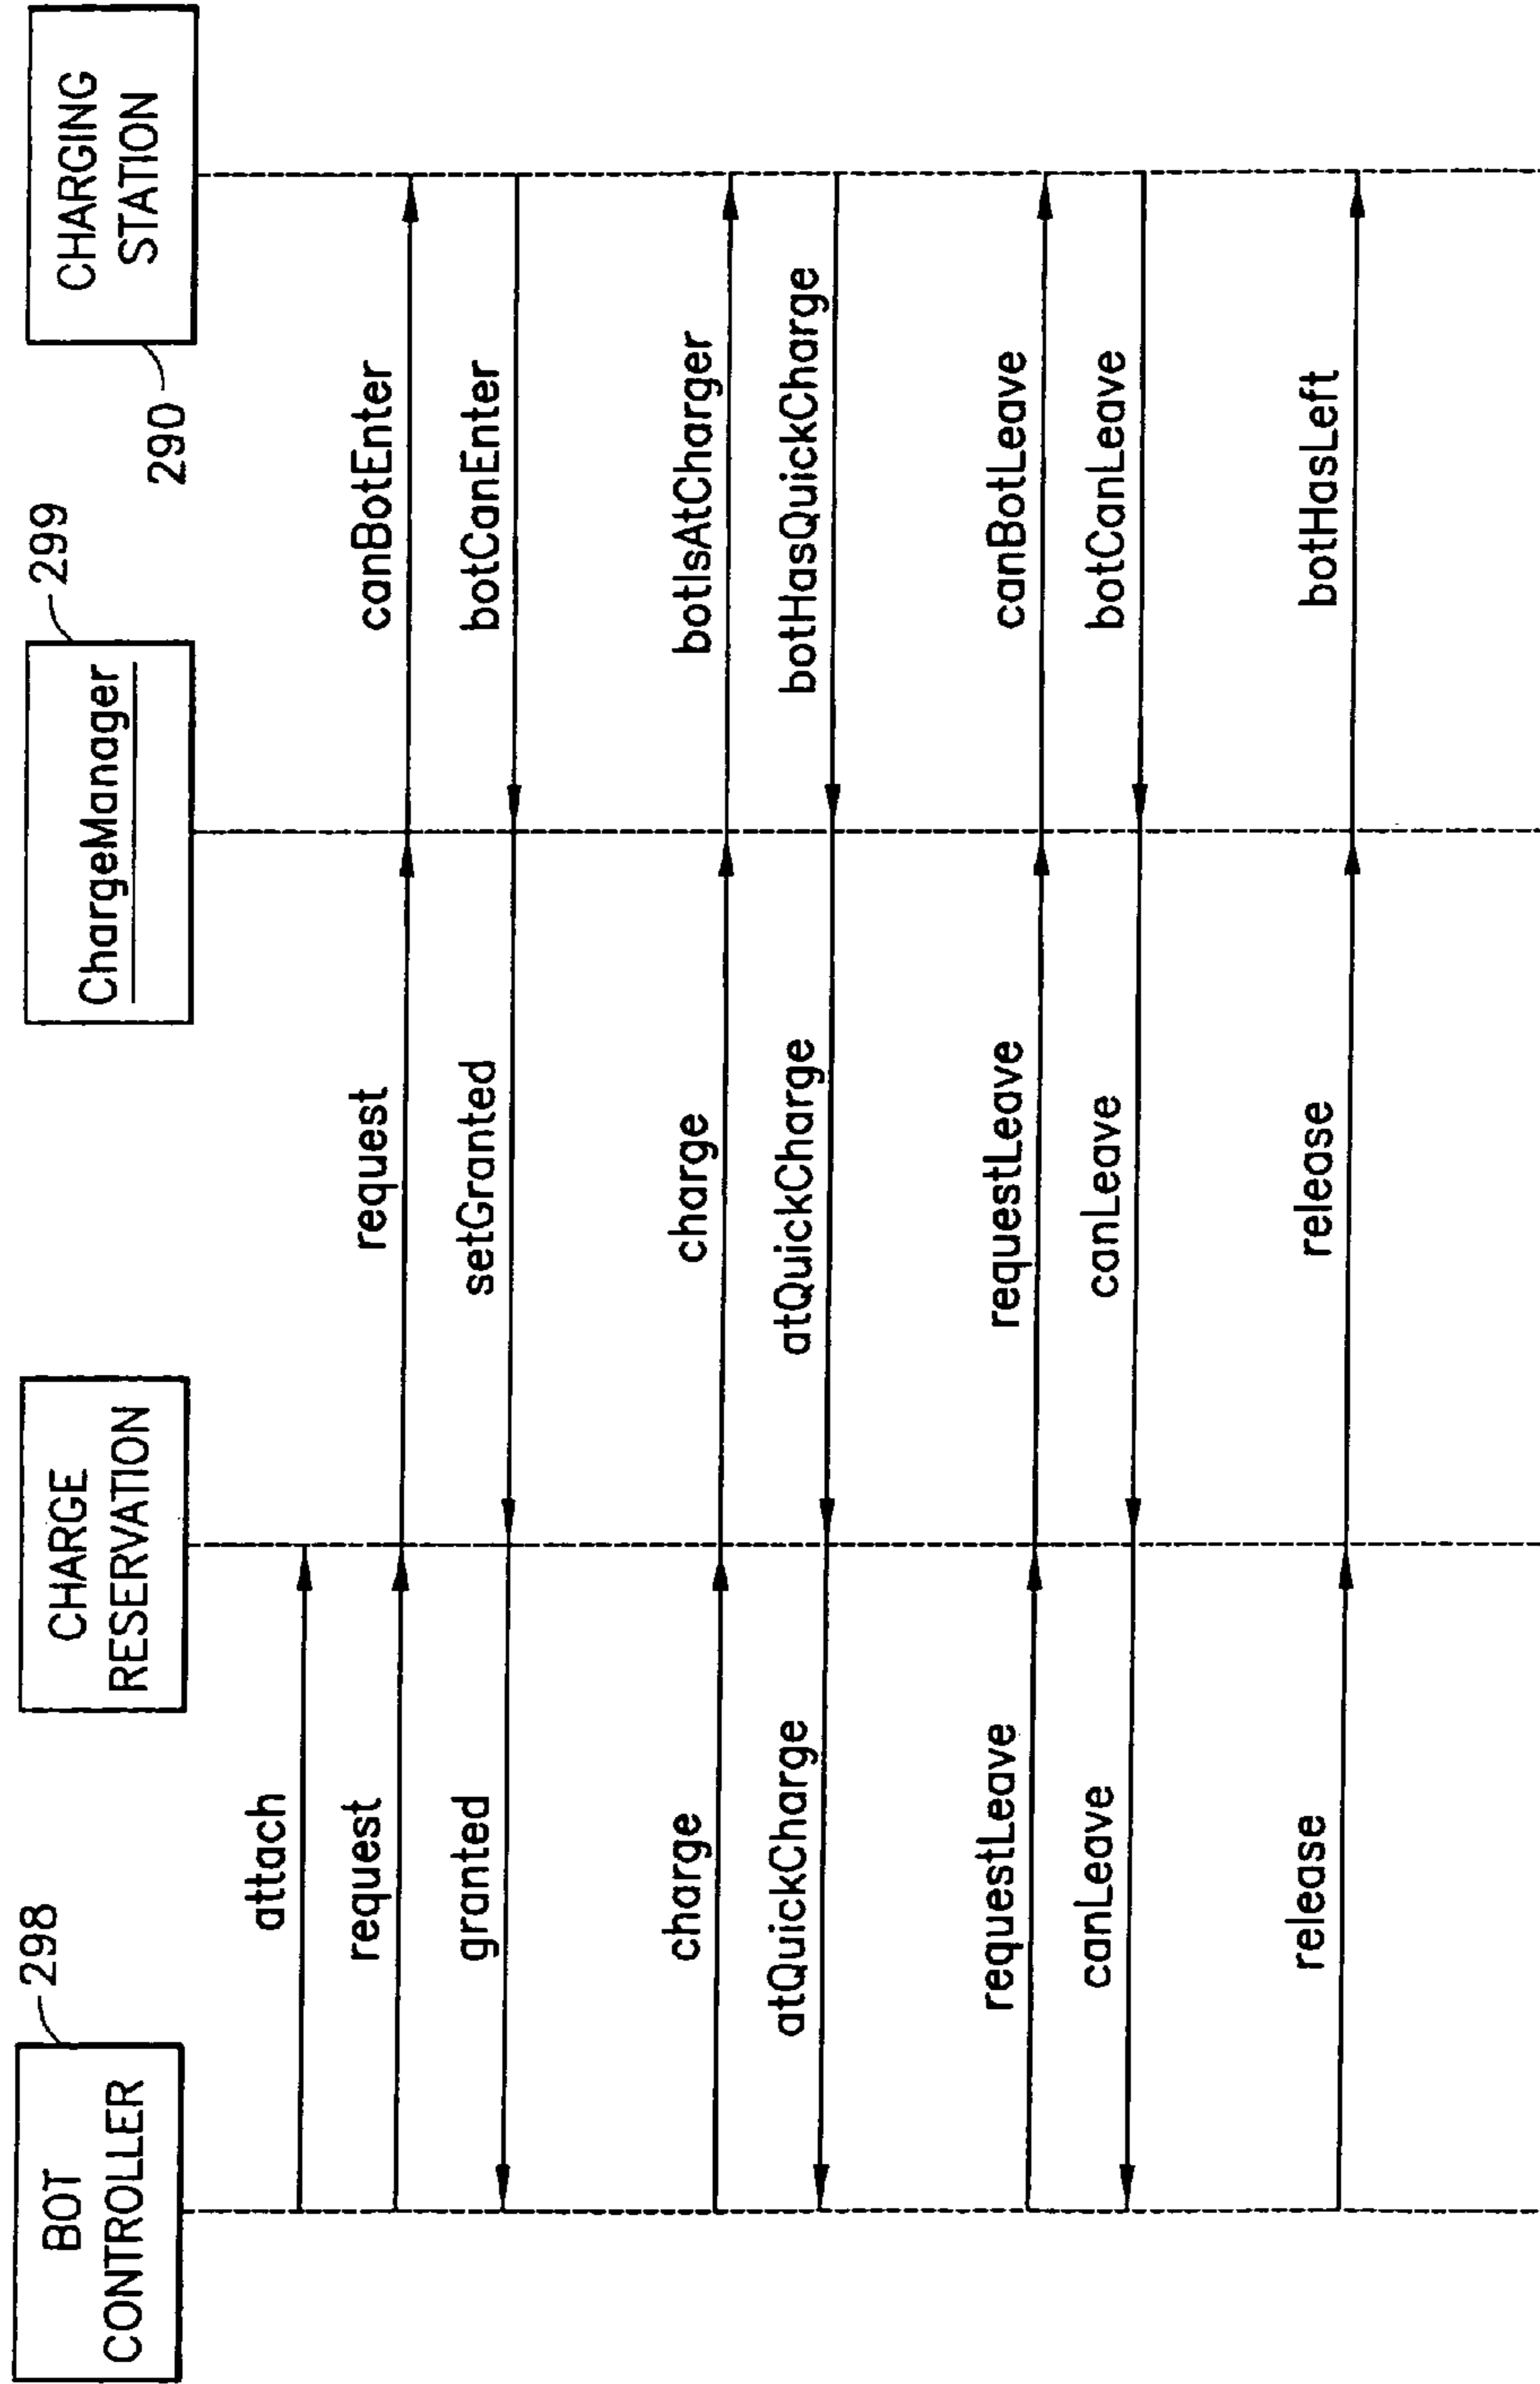 BOT
CONTROLLER
298
CHARGE
RESERVATION
ChargeManager
299
CHARGING
STATION
290
attach
request
request
canBotEnter
granted
setGranted
botCanEnter
charge
charge
botIsAtCharger
atQuickCharge
atQuickCharge
botHasQuickCharge
requestLeave
requestLeave
canBotLeave
canLeave
canLeave
botCanLeave
release
release
botHasLeft